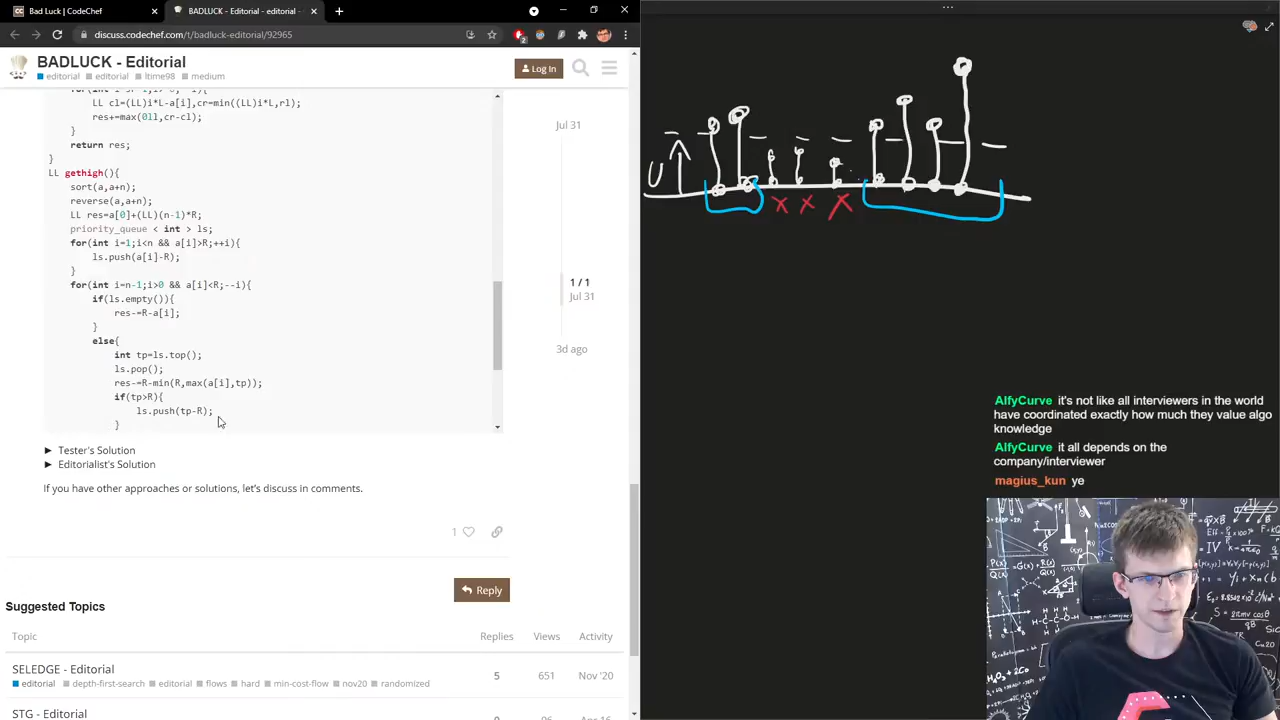 Bad Luck | CodeChef
BADLUCK - Editorial - editorial -
discuss.codechef.com/t/badluck-editorial/92965
2
BADLUCK - Editorial
editorial editorial ltime98 medium
Log In
LL cl=(LL)i*L-a[i],cr=min((LL)i*L,rl);
res+=max(0ll,cr-cl);
}
return res;
}
LL gethigh(){
sort(a,a+n);
reverse(a,a+n);
LL res=a[0]+(LL)(n-1)*R;
priority_queue < int > ls;
for(int i=1;i<n && a[i]>R;++i){
ls.push(a[i]-R);
}
for(int i=n-1;i>0 && a[i]<R;--i){
if(ls.empty()){
res-=R-a[i];
}
else{
int tp=ls.top();
ls.pop();
res-=R-min(R,max(a[i],tp));
if(tp>R){
ls.push(tp-R);
}
Jul 31
1 / 1
Jul 31
3d ago
► Tester's Solution
► Editorialist's Solution
If you have other approaches or solutions, let's discuss in comments.
1
Reply
Suggested Topics
Topic Replies Views Activity
SELEDGE - Editorial 5 651 Nov '20
editorial depth-first-search editorial flows hard min-cost-flow nov20 randomized
STG - Editorial
U
x x x
AlfyCurve it's not like all interviewers in the world
have coordinated exactly how much they value algo
knowledge
AlfyCurve it all depends on the
company/interviewer
magius_kun ye